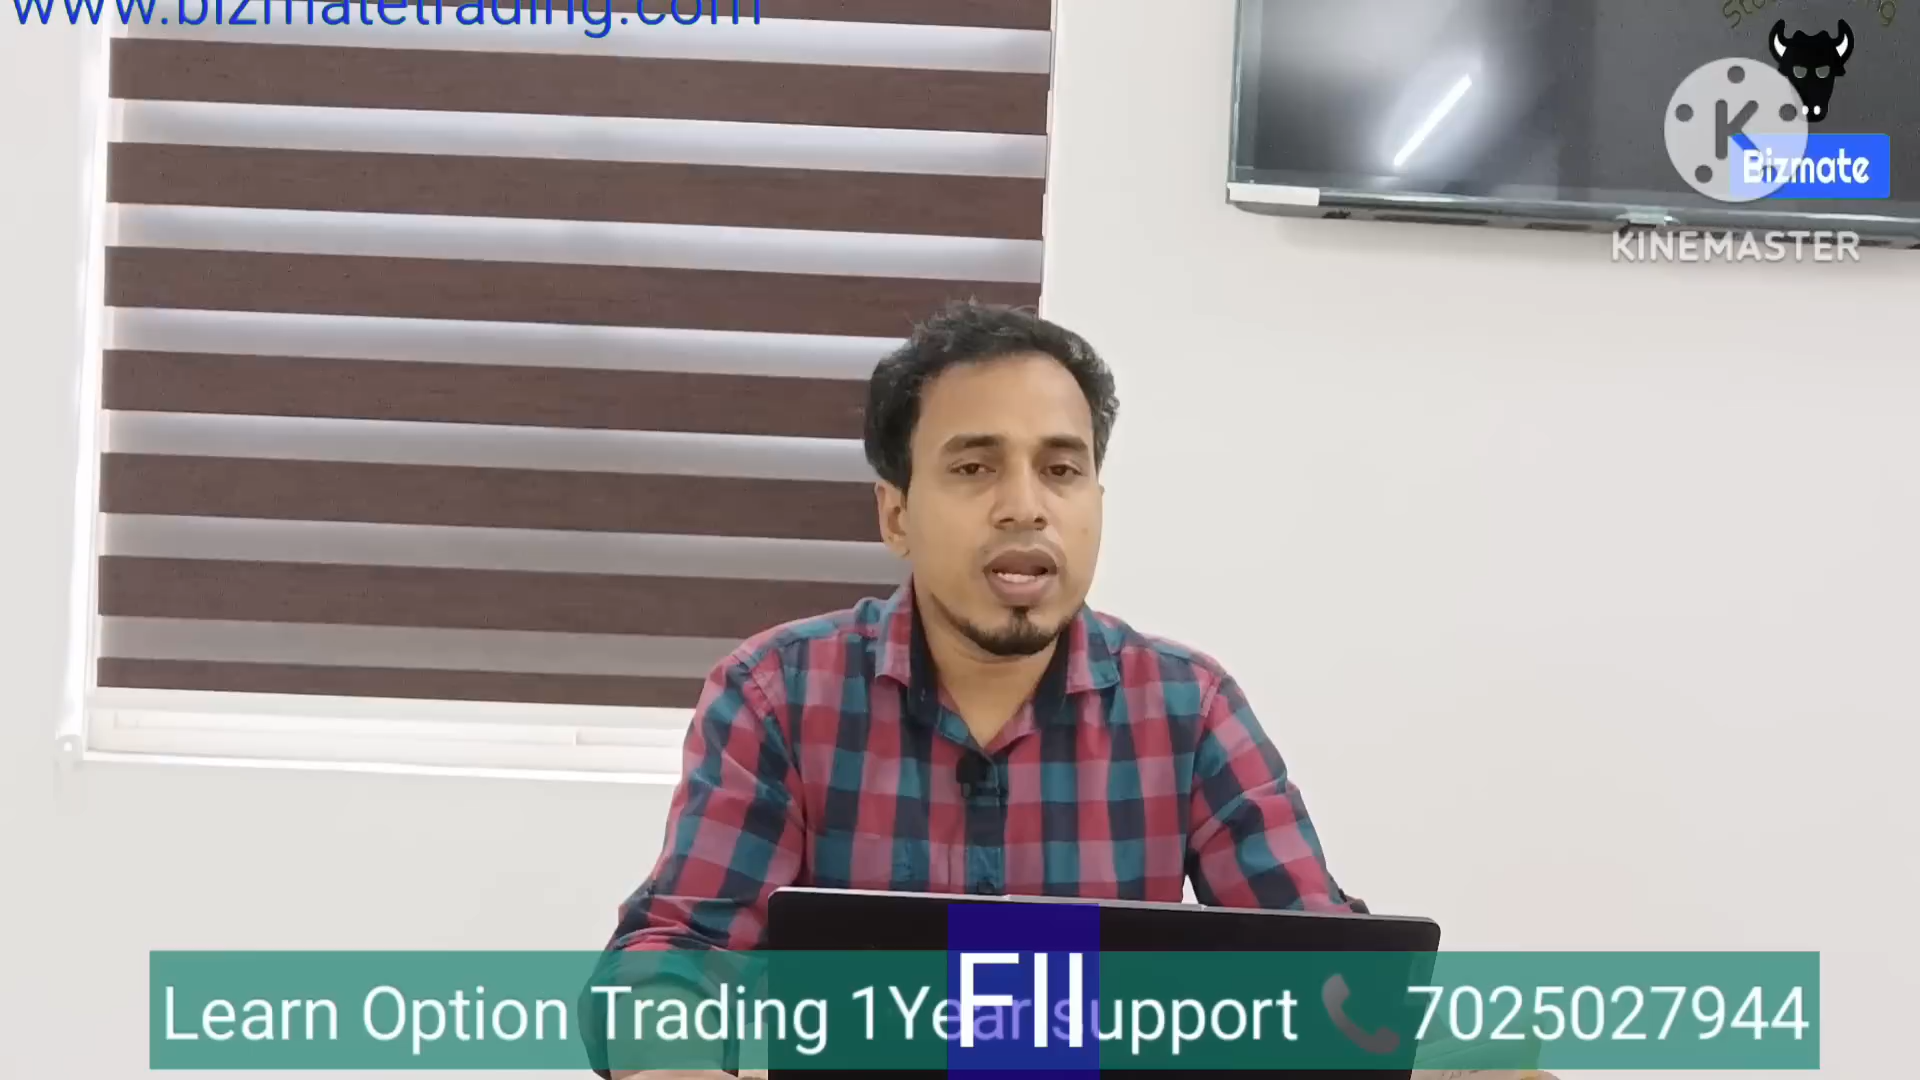 www.bizmatetrading.com
Bizmate
KINEMASTER
Learn Option Trading 1Year support 📞7025027944
FII